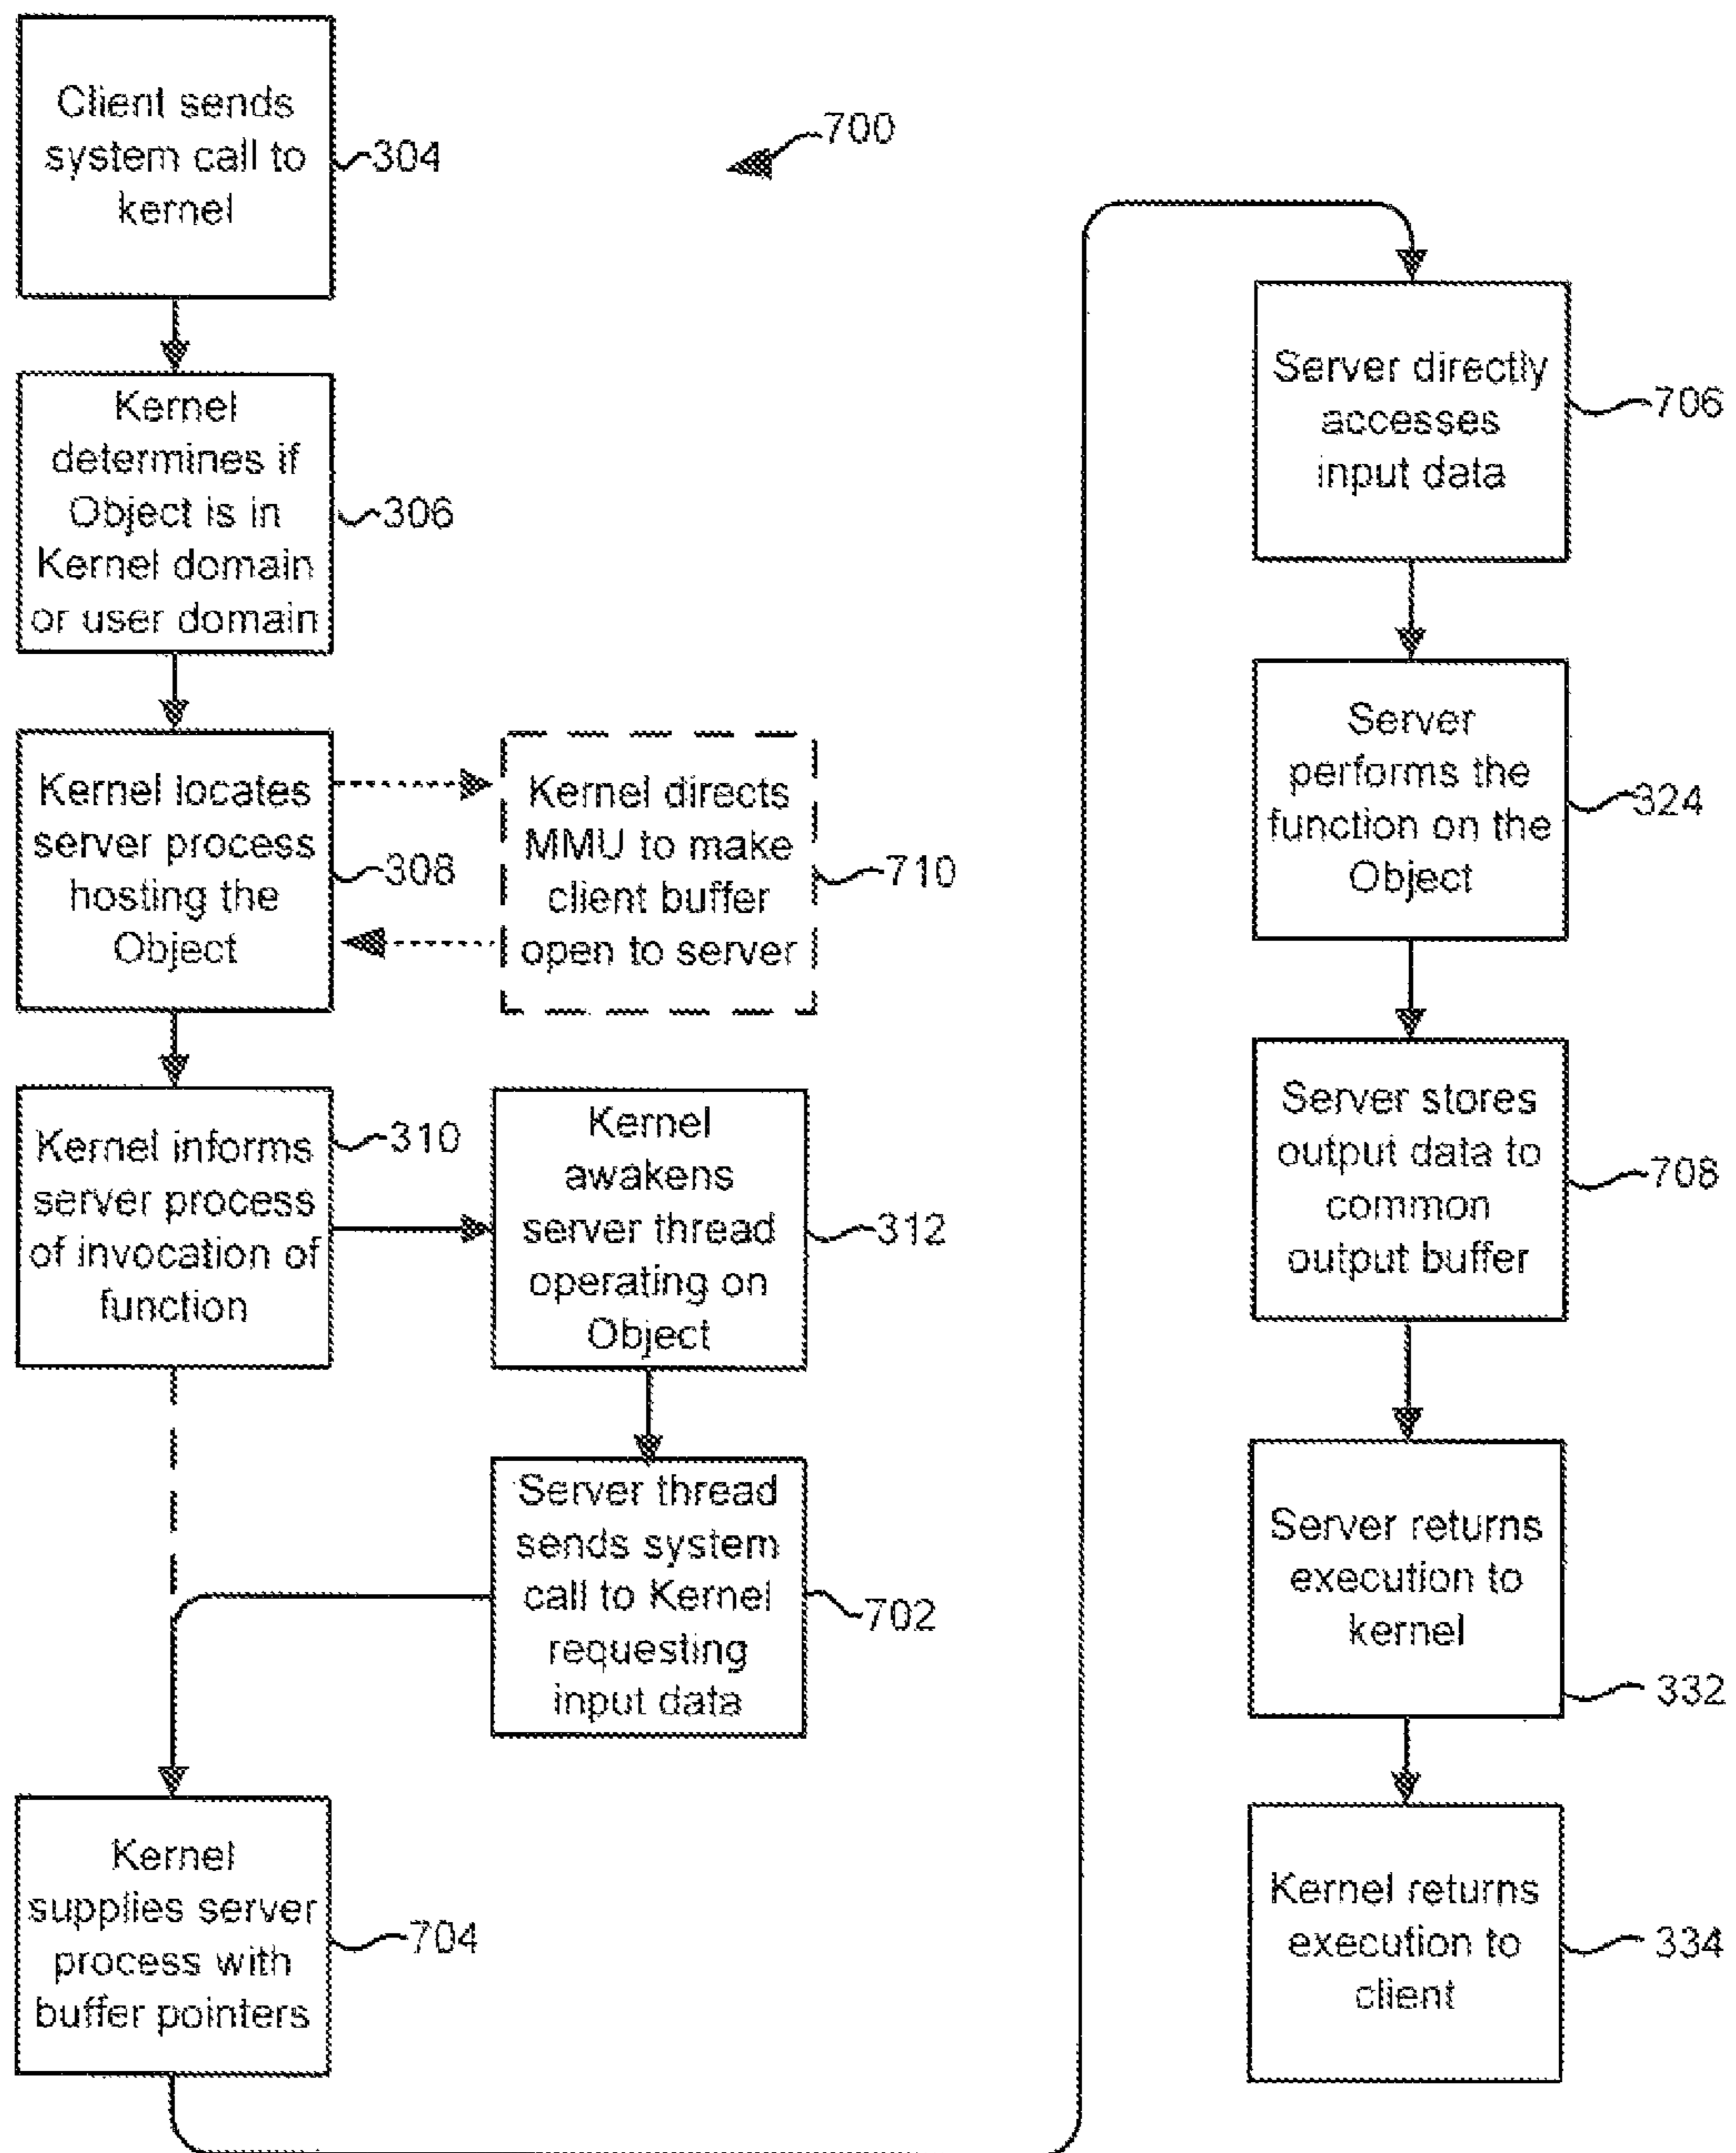 Client sends
system call to
kernel
304
700
Kernel
determines if
Object is in
Kernel domain
or user domain
306
Kernel locates
server process
hosting the
Object
308
Kernel directs
MMU to make
client buffer
open to server
710
Kernel informs
server process
of invocation of
function
310
Kernel
awakens
server thread
operating on
Object
312
Server thread
sends system
call to Kernel
requesting
input data
702
Kernel
supplies server
process with
buffer pointers
704
Server directly
accesses
input data
706
Server
performs the
function on the
Object
324
Server stores
output data to
common
output buffer
708
Server returns
execution to
kernel
332
Kernel returns
execution to
client
334